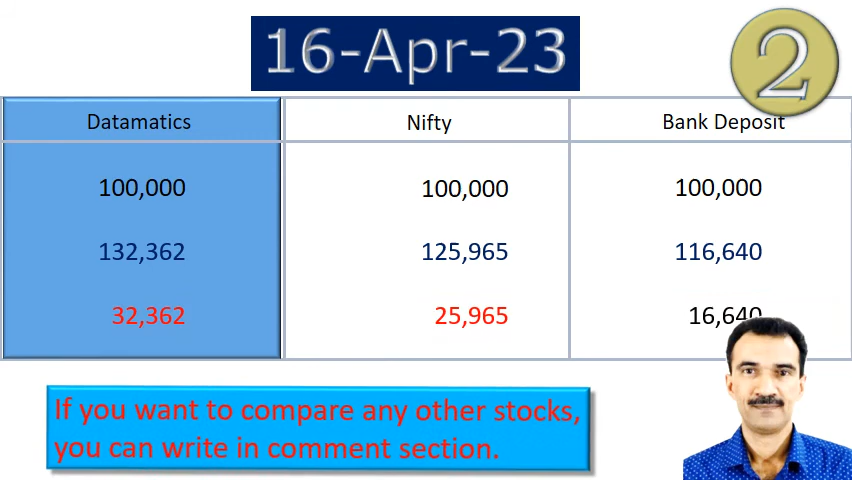 16-Apr-23
2
Datamatics Nifty Bank Deposit
100,000 100,000 100,000
132,362 125,965 116,640
32,362 25,965 16,640
If you want to compare any other stocks,
you can write in comment section.